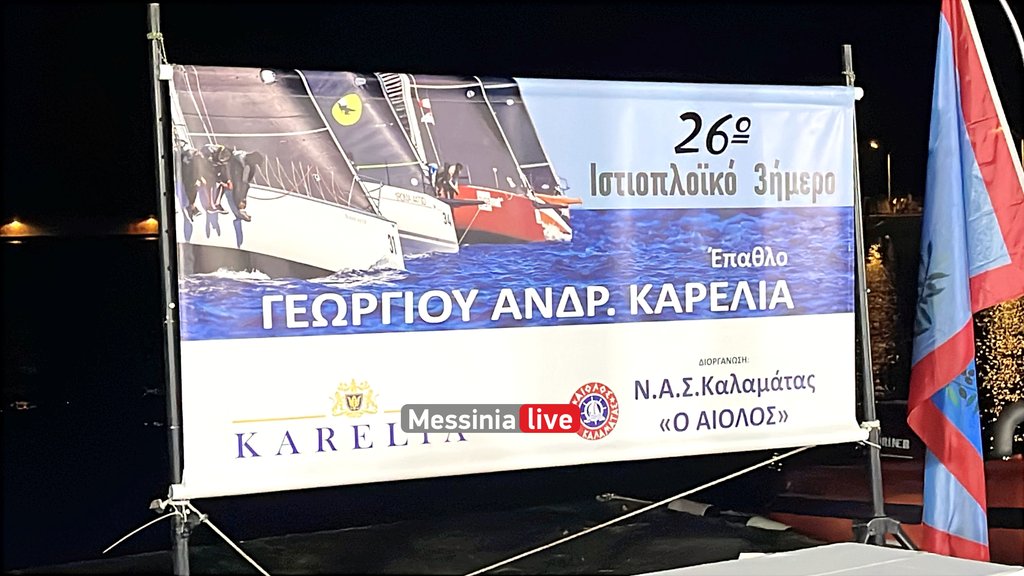 26º
Ιστιοπλοϊκό 3ήμερο
Έπαθλο
ΓΕΩΡΓΙΟΥ ΑΝΔΡ. ΚΑΡΕΛΙΑ
ΔΙΟΡΓΑΝΩΣΗ:
Ν.Α.Σ.Καλαμάτας
«Ο ΑΙΟΛΟΣ»
KARELIA
Messinia live